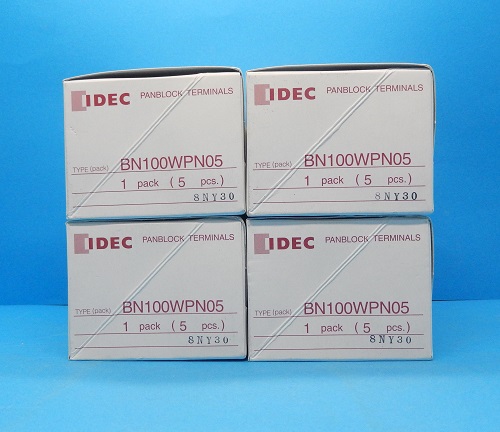 IDEC PANBLOCK TERMINALS
TYPE (pack) BN100WPN05
1 pack ( 5 pcs.)
8NY30
IDEC PANBLOCK TERMINALS
TYPE (pack) BN100WPN05
1 pack ( 5 pcs.)
8NY30
IDEC PANBLOCK TERMINALS
TYPE (pack) BN100WPN05
1 pack ( 5 pcs.)
8NY30
IDEC PANBLOCK TERMINALS
TYPE (pack) BN100WPN05
1 pack ( 5 pcs.)
8NY30